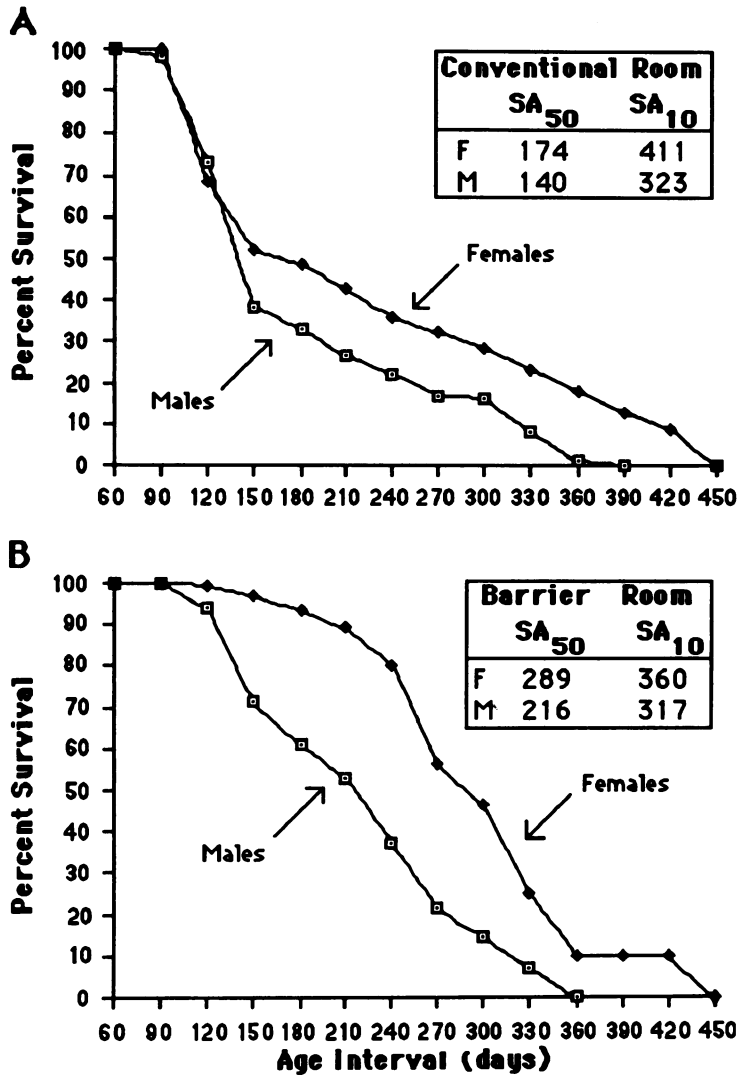 A
Percent Survival
100
90
80
70
60
50
40
30
20
10
0
Conventional Room
SA50 SA10
F 174 411
M 140 323
Females
Males
60 90 120 150 180 210 240 270 300 330 360 390 420 450
B
Percent Survival
100
90
80
70
60
50
40
30
20
10
0
Barrier Room
SA50 SA10
F 289 360
M 216 317
Females
Males
60 90 120 150 180 210 240 270 300 330 360 390 420 450
Age Interval (days)